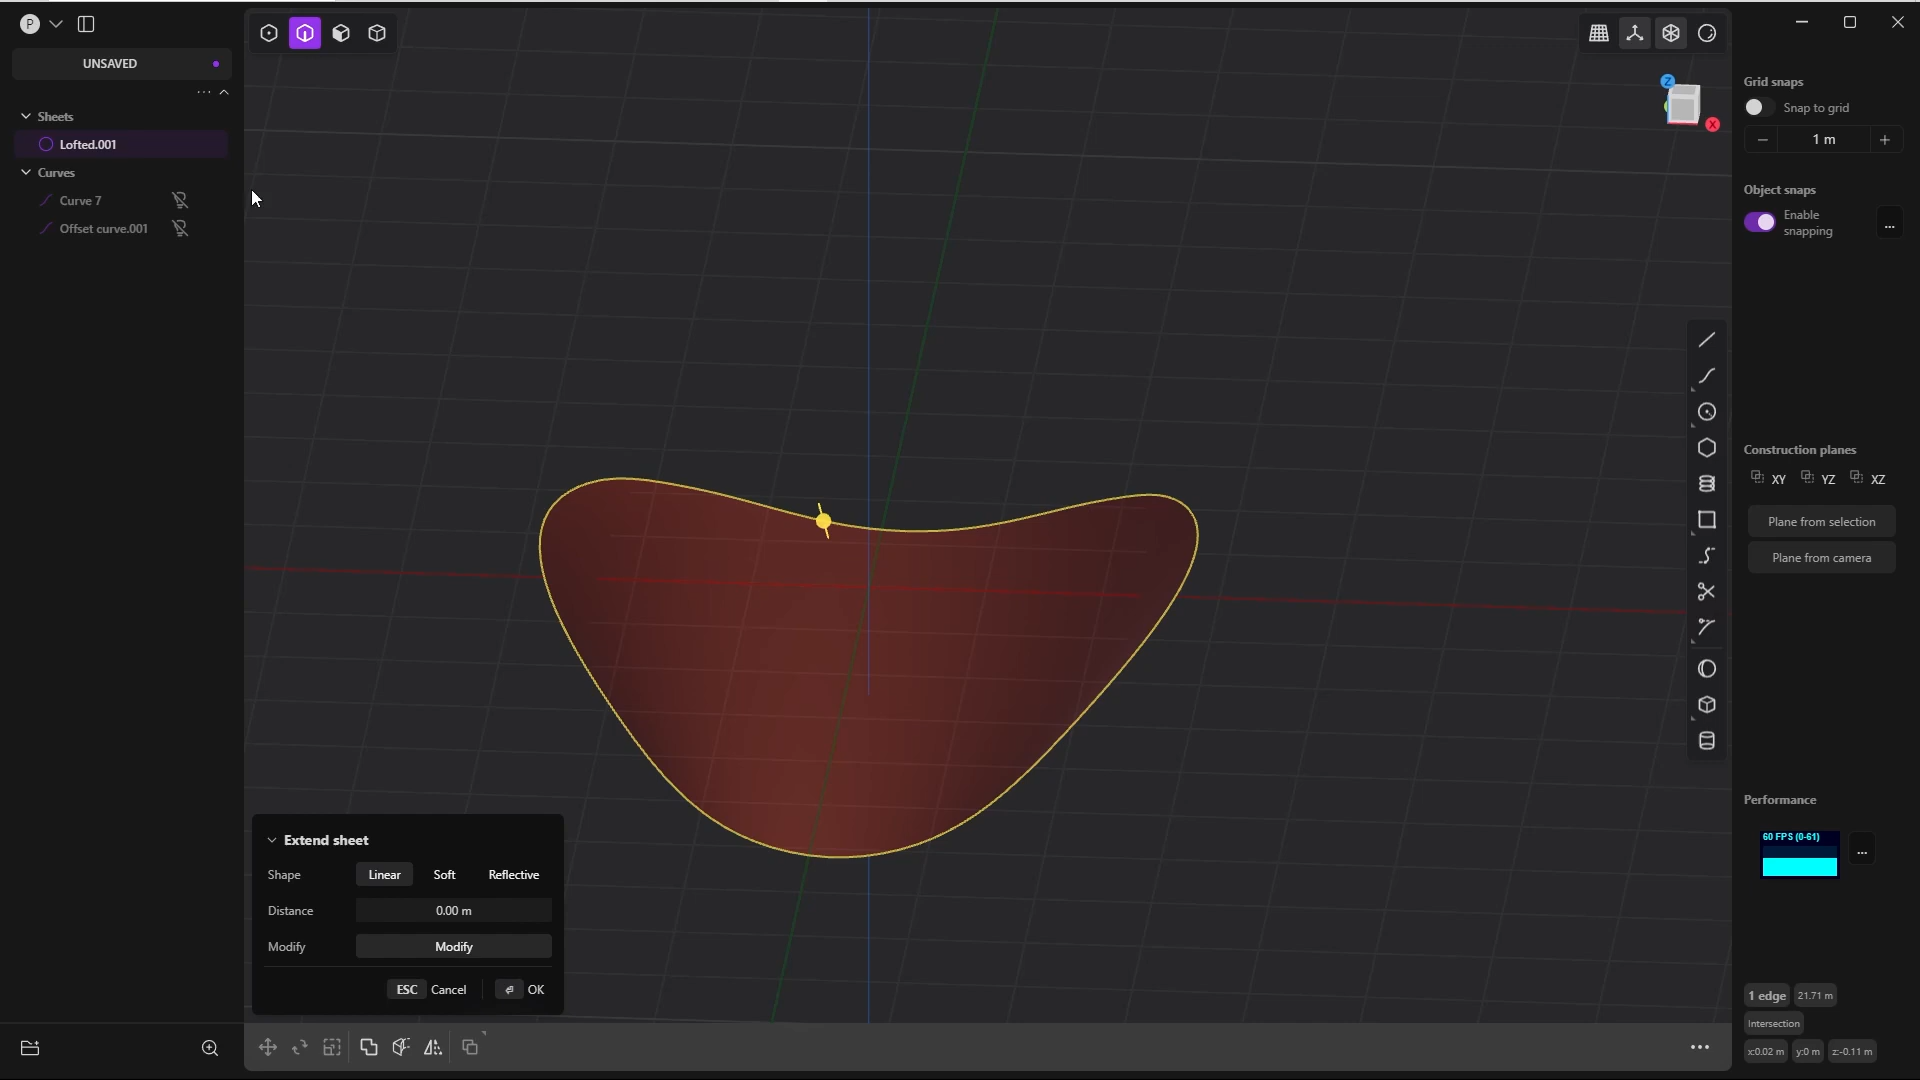 P
UNSAVED
Sheets
Lofted.001
Curves
Curve 7
Offset curve.001
Z
X
Grid snaps
Snap to grid
1 m
Object snaps
Enable snapping
...
Construction planes
XY YZ XZ
Plane from selection
Plane from camera
Performance
60 FPS (0-61)
...
Extend sheet
Shape Linear Soft Reflective
Distance 0.00 m
Modify Modify
ESC Cancel OK
1 edge 21.71 m
Intersection
x:0.02 m y:0 m z:-0.11 m